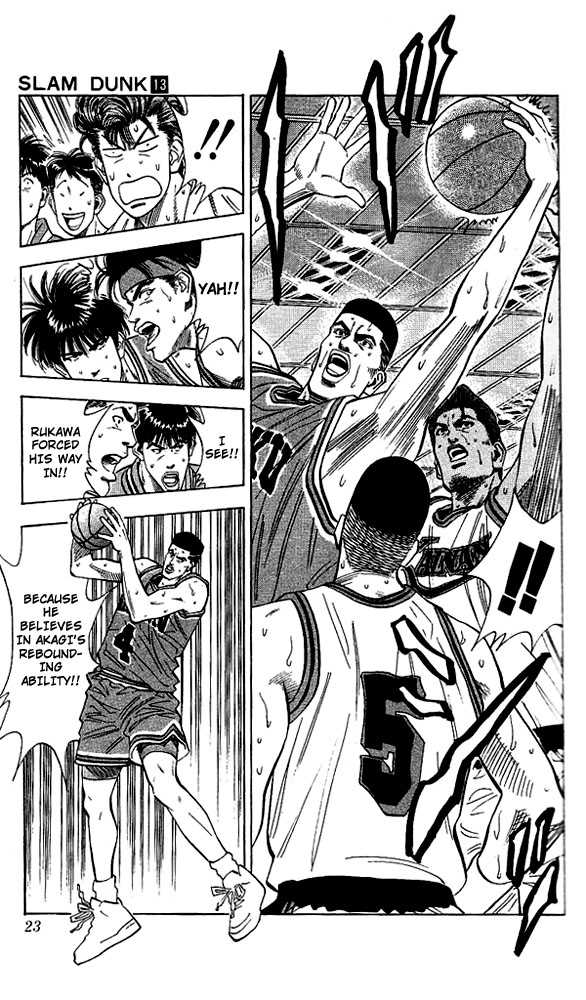 SLAM DUNK 13
!!
!!
YAH!!
I
SEE!!
RUKAWA
FORCED
HIS WAY
IN!!
BECAUSE
HE
BELIEVES
IN AKAGI'S
REBOUND-
ING
ABILITY!!
4
5
23